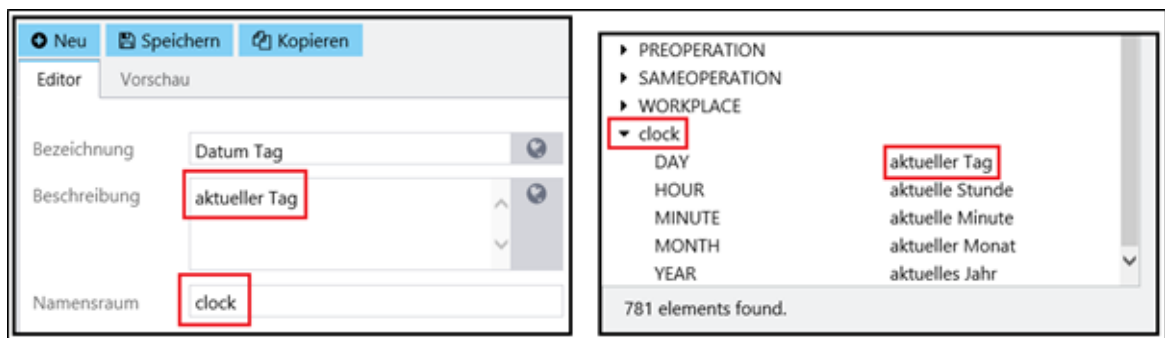 Neu Speichern Kopieren
Editor Vorschau
Bezeichnung Datum Tag
Beschreibung aktueller Tag
Namensraum clock
PREOPERATION
SAMEOPERATION
WORKPLACE
clock
DAY aktueller Tag
HOUR aktuelle Stunde
MINUTE aktuelle Minute
MONTH aktueller Monat
YEAR aktuelles Jahr
781 elements found.